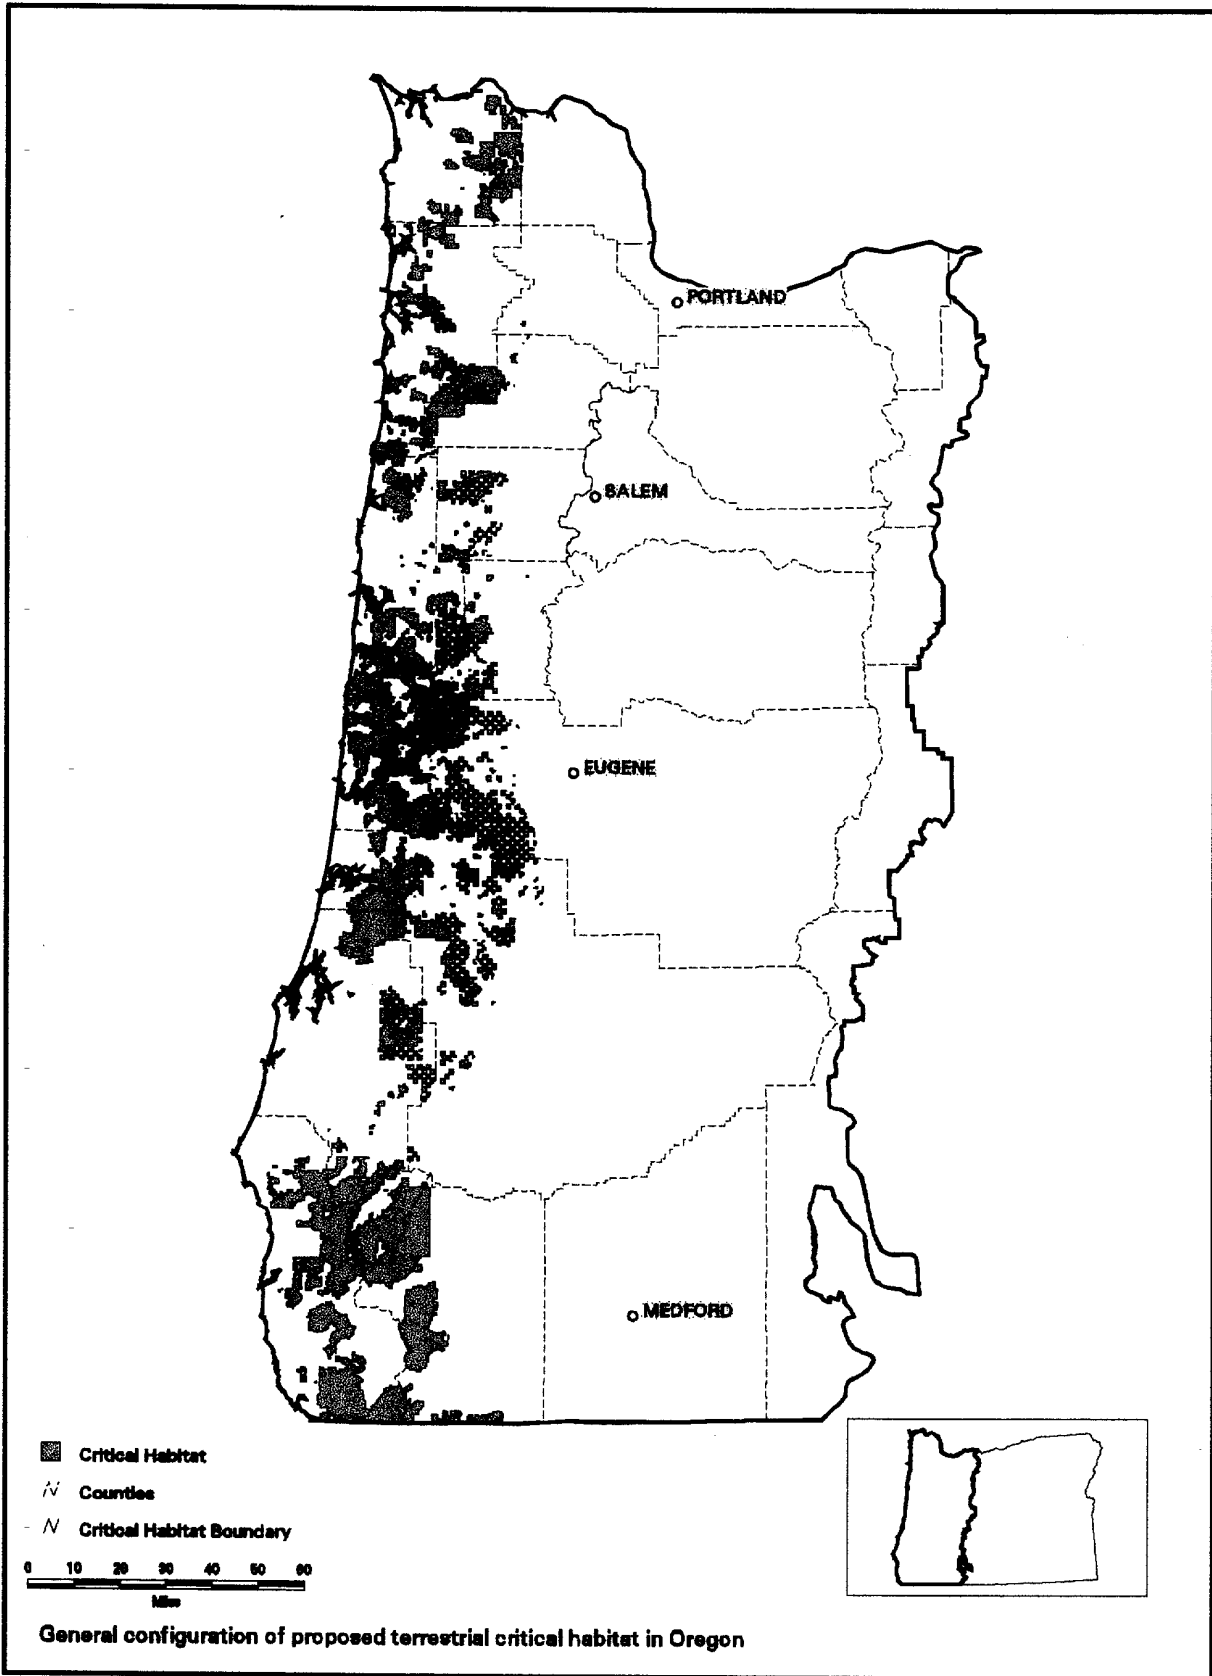 PORTLAND
SALEM
EUGENE
MEDFORD
Critical Habitat
Counties
Critical Habitat Boundary
0 10 20 30 40 50 60
Miles
General configuration of proposed terrestrial critical habitat in Oregon